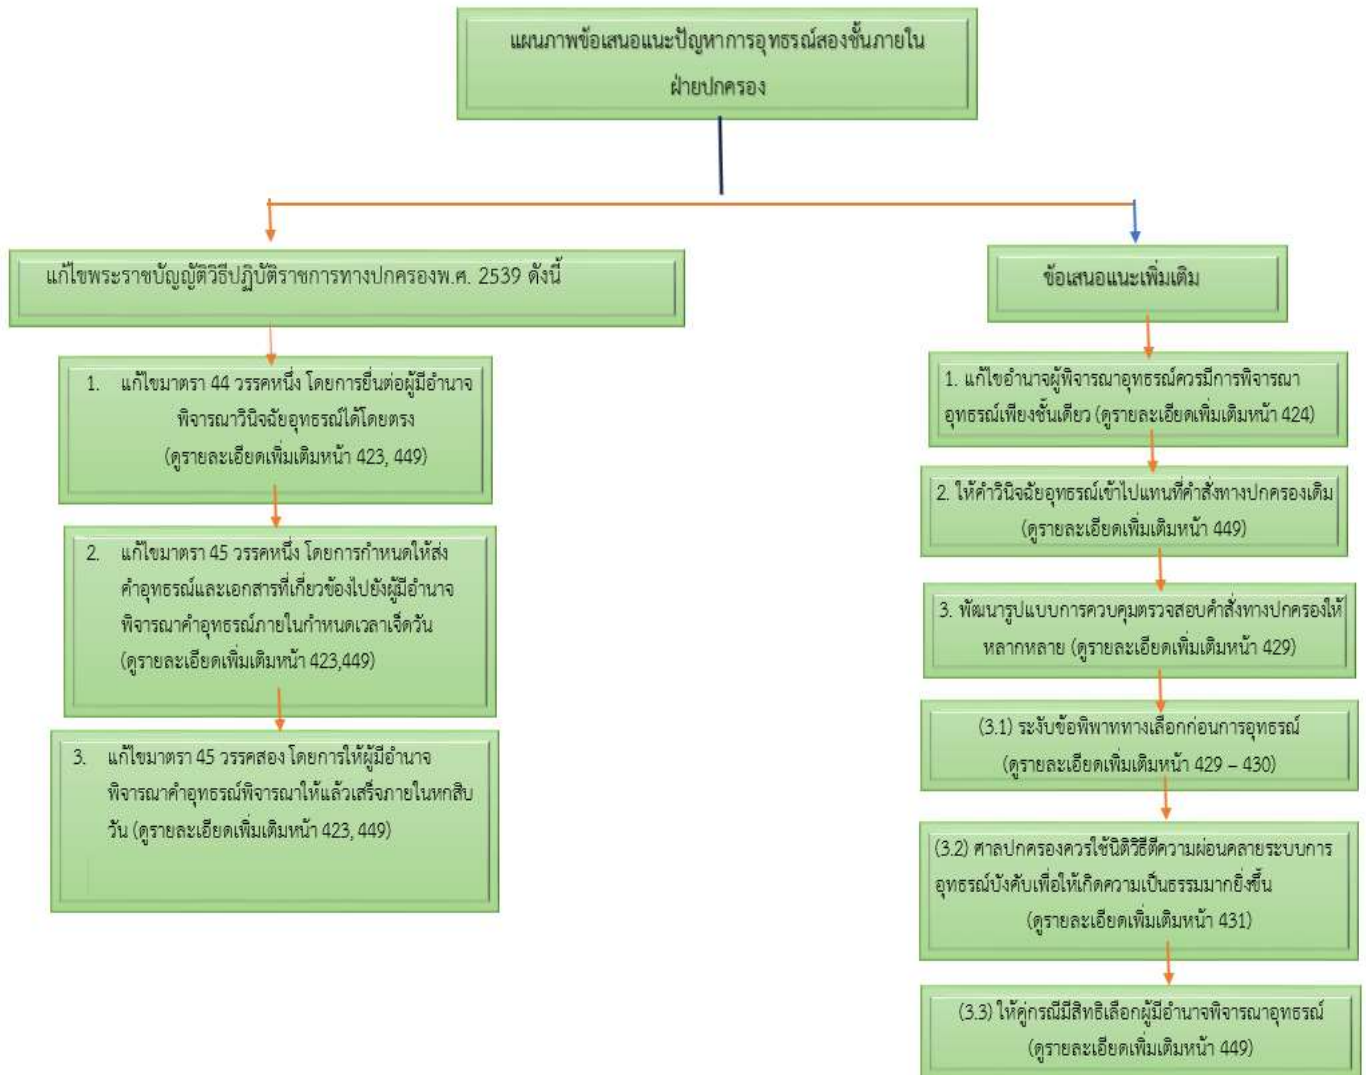 แผนภาพข้อเสนอแนะปัญหาการอุทธรณ์สองชั้นภายใน
ฝ่ายปกครอง
แก้ไขพระราชบัญญัติวิธีปฏิบัติราชการทางปกครองพ.ศ. 2539 ดังนี้
1. แก้ไขมาตรา 44 วรรคหนึ่ง โดยการยื่นต่อผู้มีอำนาจ
พิจารณาวินิจฉัยอุทธรณ์ได้โดยตรง
(ดูรายละเอียดเพิ่มเติมหน้า 423, 449)
2. แก้ไขมาตรา 45 วรรคหนึ่ง โดยการกำหนดให้ส่ง
คำอุทธรณ์และเอกสารที่เกี่ยวข้องไปยังผู้มีอำนาจ
พิจารณาคำอุทธรณ์ภายในกำหนดเวลาเจ็ดวัน
(ดูรายละเอียดเพิ่มเติมหน้า 423,449)
3. แก้ไขมาตรา 45 วรรคสอง โดยการให้ผู้มีอำนาจ
พิจารณาคำอุทธรณ์พิจารณาให้แล้วเสร็จภายในหกสิบ
วัน (ดูรายละเอียดเพิ่มเติมหน้า 423, 449)
ข้อเสนอแนะเพิ่มเติม
1. แก้ไขอำนาจผู้พิจารณาอุทธรณ์ควรมีการพิจารณา
อุทธรณ์เพียงชั้นเดียว (ดูรายละเอียดเพิ่มเติมหน้า 424)
2. ให้คำวินิจฉัยอุทธรณ์เข้าไปแทนที่คำสั่งทางปกครองเดิม
(ดูรายละเอียดเพิ่มเติมหน้า 449)
3. พัฒนารูปแบบการควบคุมตรวจสอบคำสั่งทางปกครองให้
หลากหลาย (ดูรายละเอียดเพิ่มเติมหน้า 429)
(3.1) ระงับข้อพิพาททางเลือกก่อนการอุทธรณ์
(ดูรายละเอียดเพิ่มเติมหน้า 429 – 430)
(3.2) ศาลปกครองควรใช้นิติวิธีตีความผ่อนคลายระบบการ
อุทธรณ์บังคับเพื่อให้เกิดความเป็นธรรมมากยิ่งขึ้น
(ดูรายละเอียดเพิ่มเติมหน้า 431)
(3.3) ให้คู่กรณีมีสิทธิเลือกผู้มีอำนาจพิจารณาอุทธรณ์
(ดูรายละเอียดเพิ่มเติมหน้า 449)